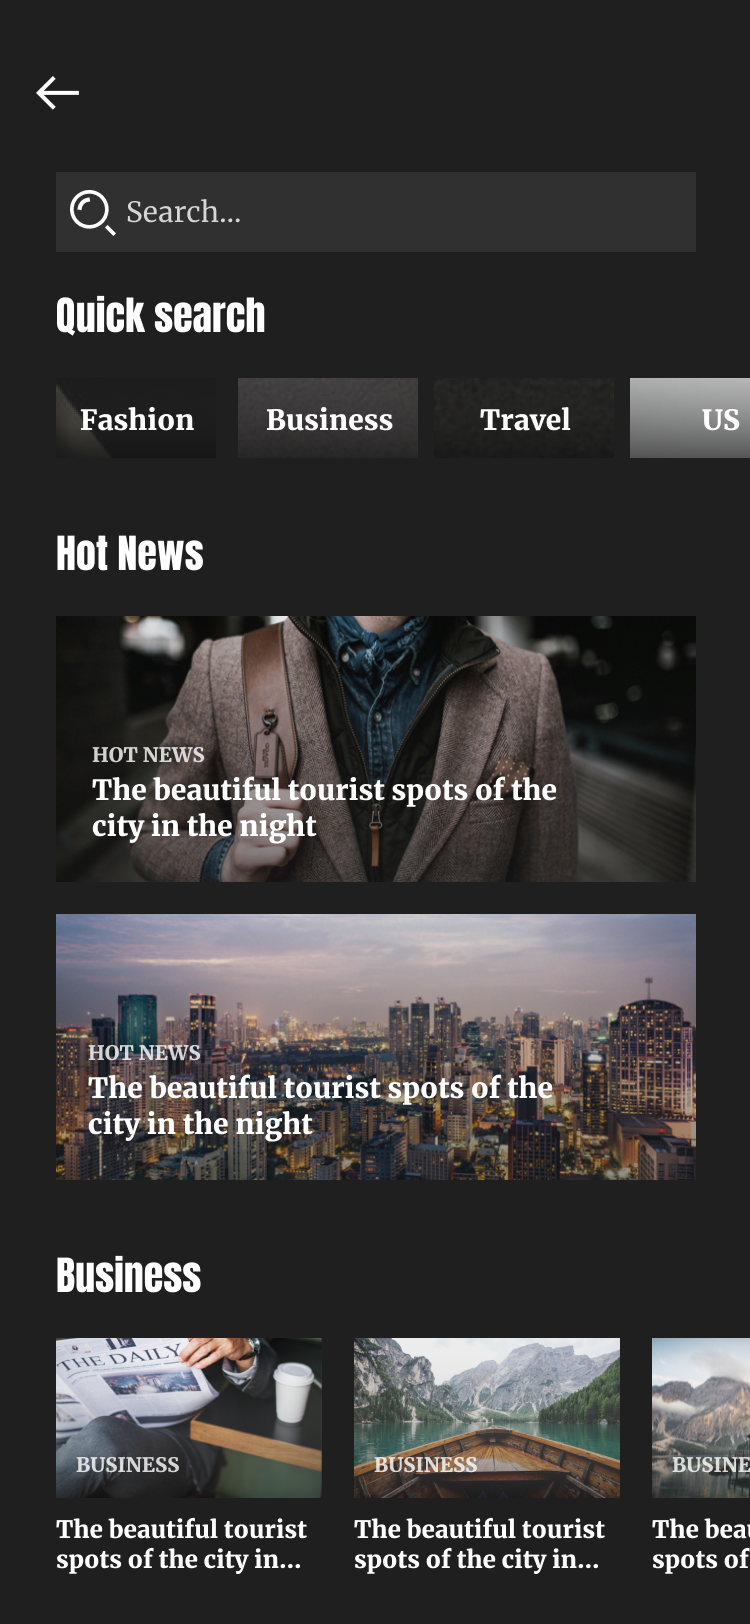 Search...
Quick search
Fashion
Business
Travel
US
Hot News
HOT NEWS
The beautiful tourist spots of the
city in the night
HOT NEWS
The beautiful tourist spots of the
city in the night
Business
THE DAILY
BUSINESS
The beautiful tourist
spots of the city in...
BUSINESS
The beautiful tourist
spots of the city in...
BUSINE
The beau
spots of